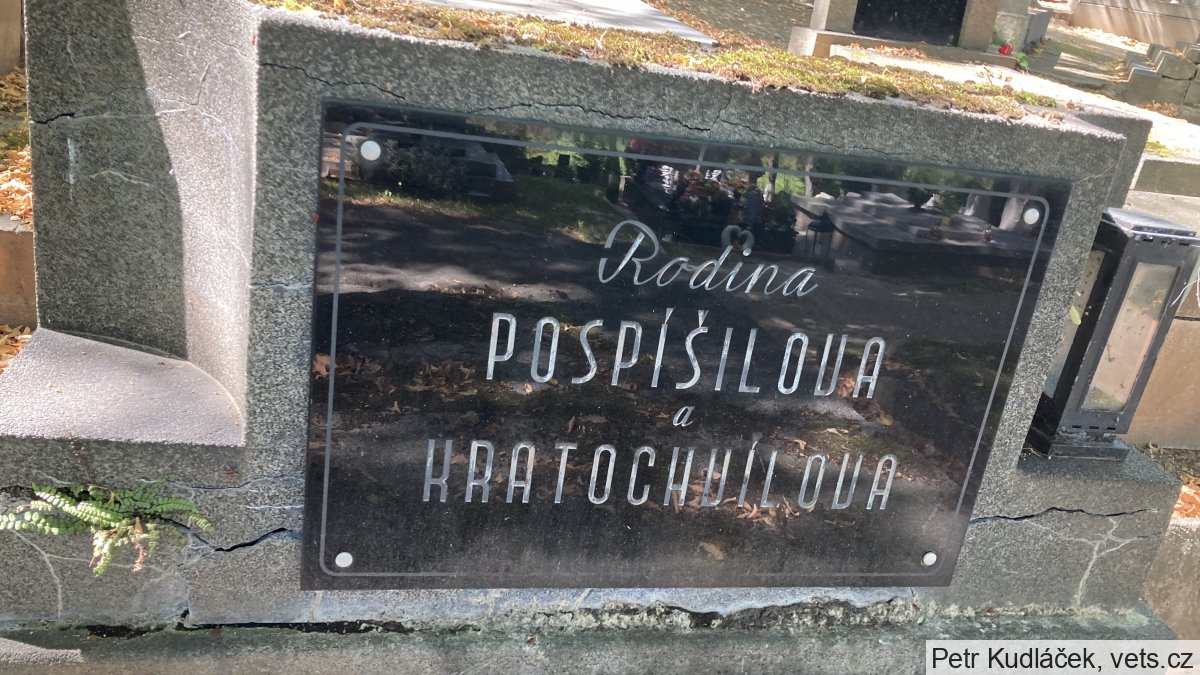 Rodina
POSPÍŠILOVA
a
KRATOCHVÍLOVA
Petr Kudláček, vets.cz